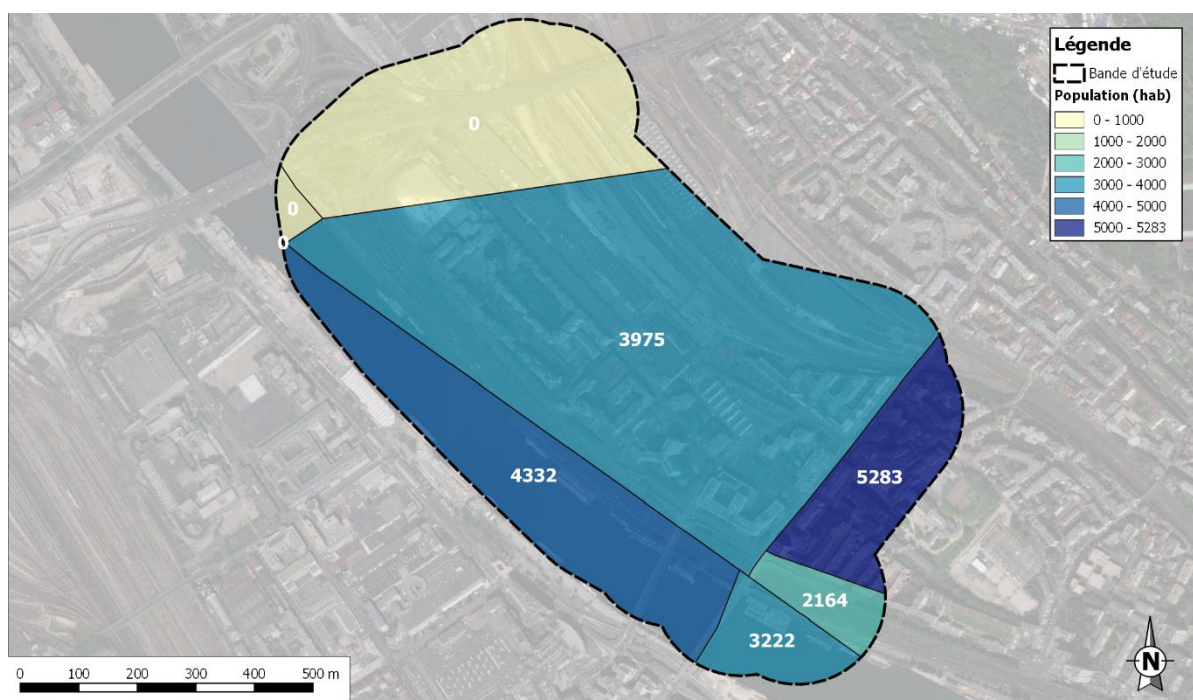 Légende
Bande d'étude
Population (hab)
0 - 1000
1000 - 2000
2000 - 3000
3000 - 4000
4000 - 5000
5000 - 5283
0
0
0
3975
4332
5283
2164
3222
0 100 200 300 400 500 m
N